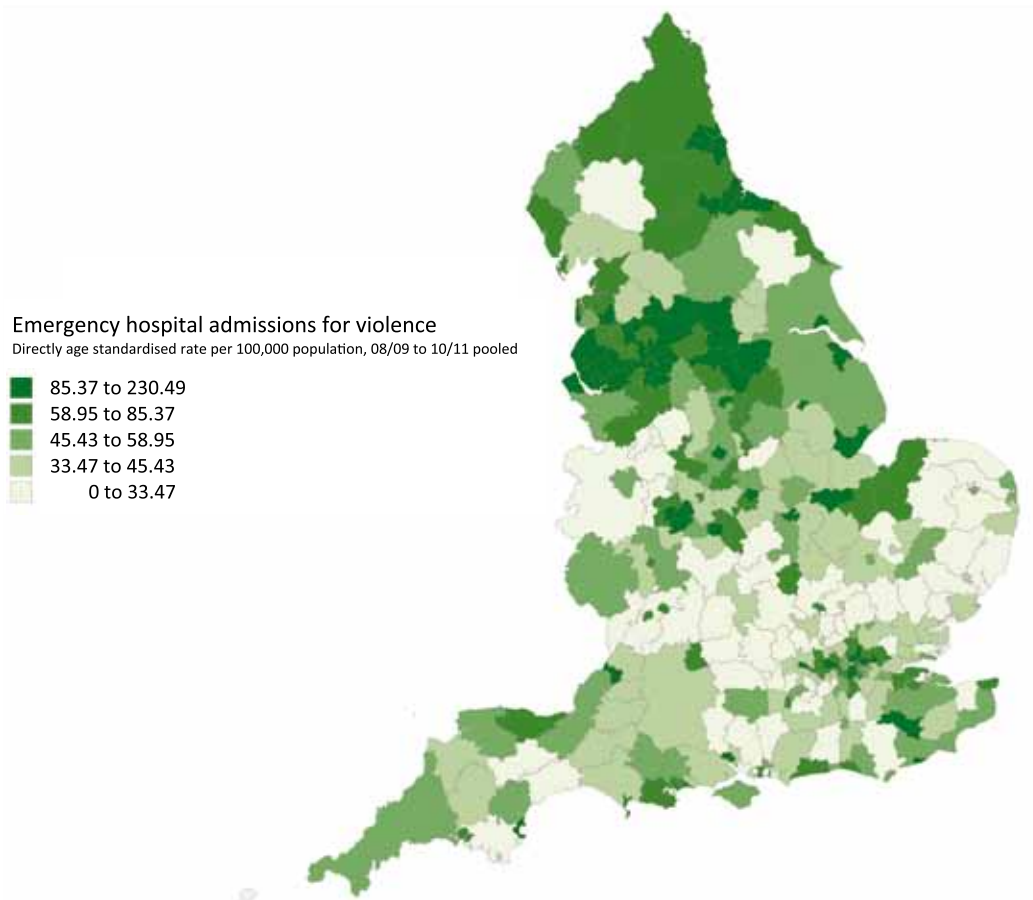 Emergency hospital admissions for violence
Directly age standardised rate per 100,000 population, 08/09 to 10/11 pooled
85.37 to 230.49
58.95 to 85.37
45.43 to 58.95
33.47 to 45.43
0 to 33.47